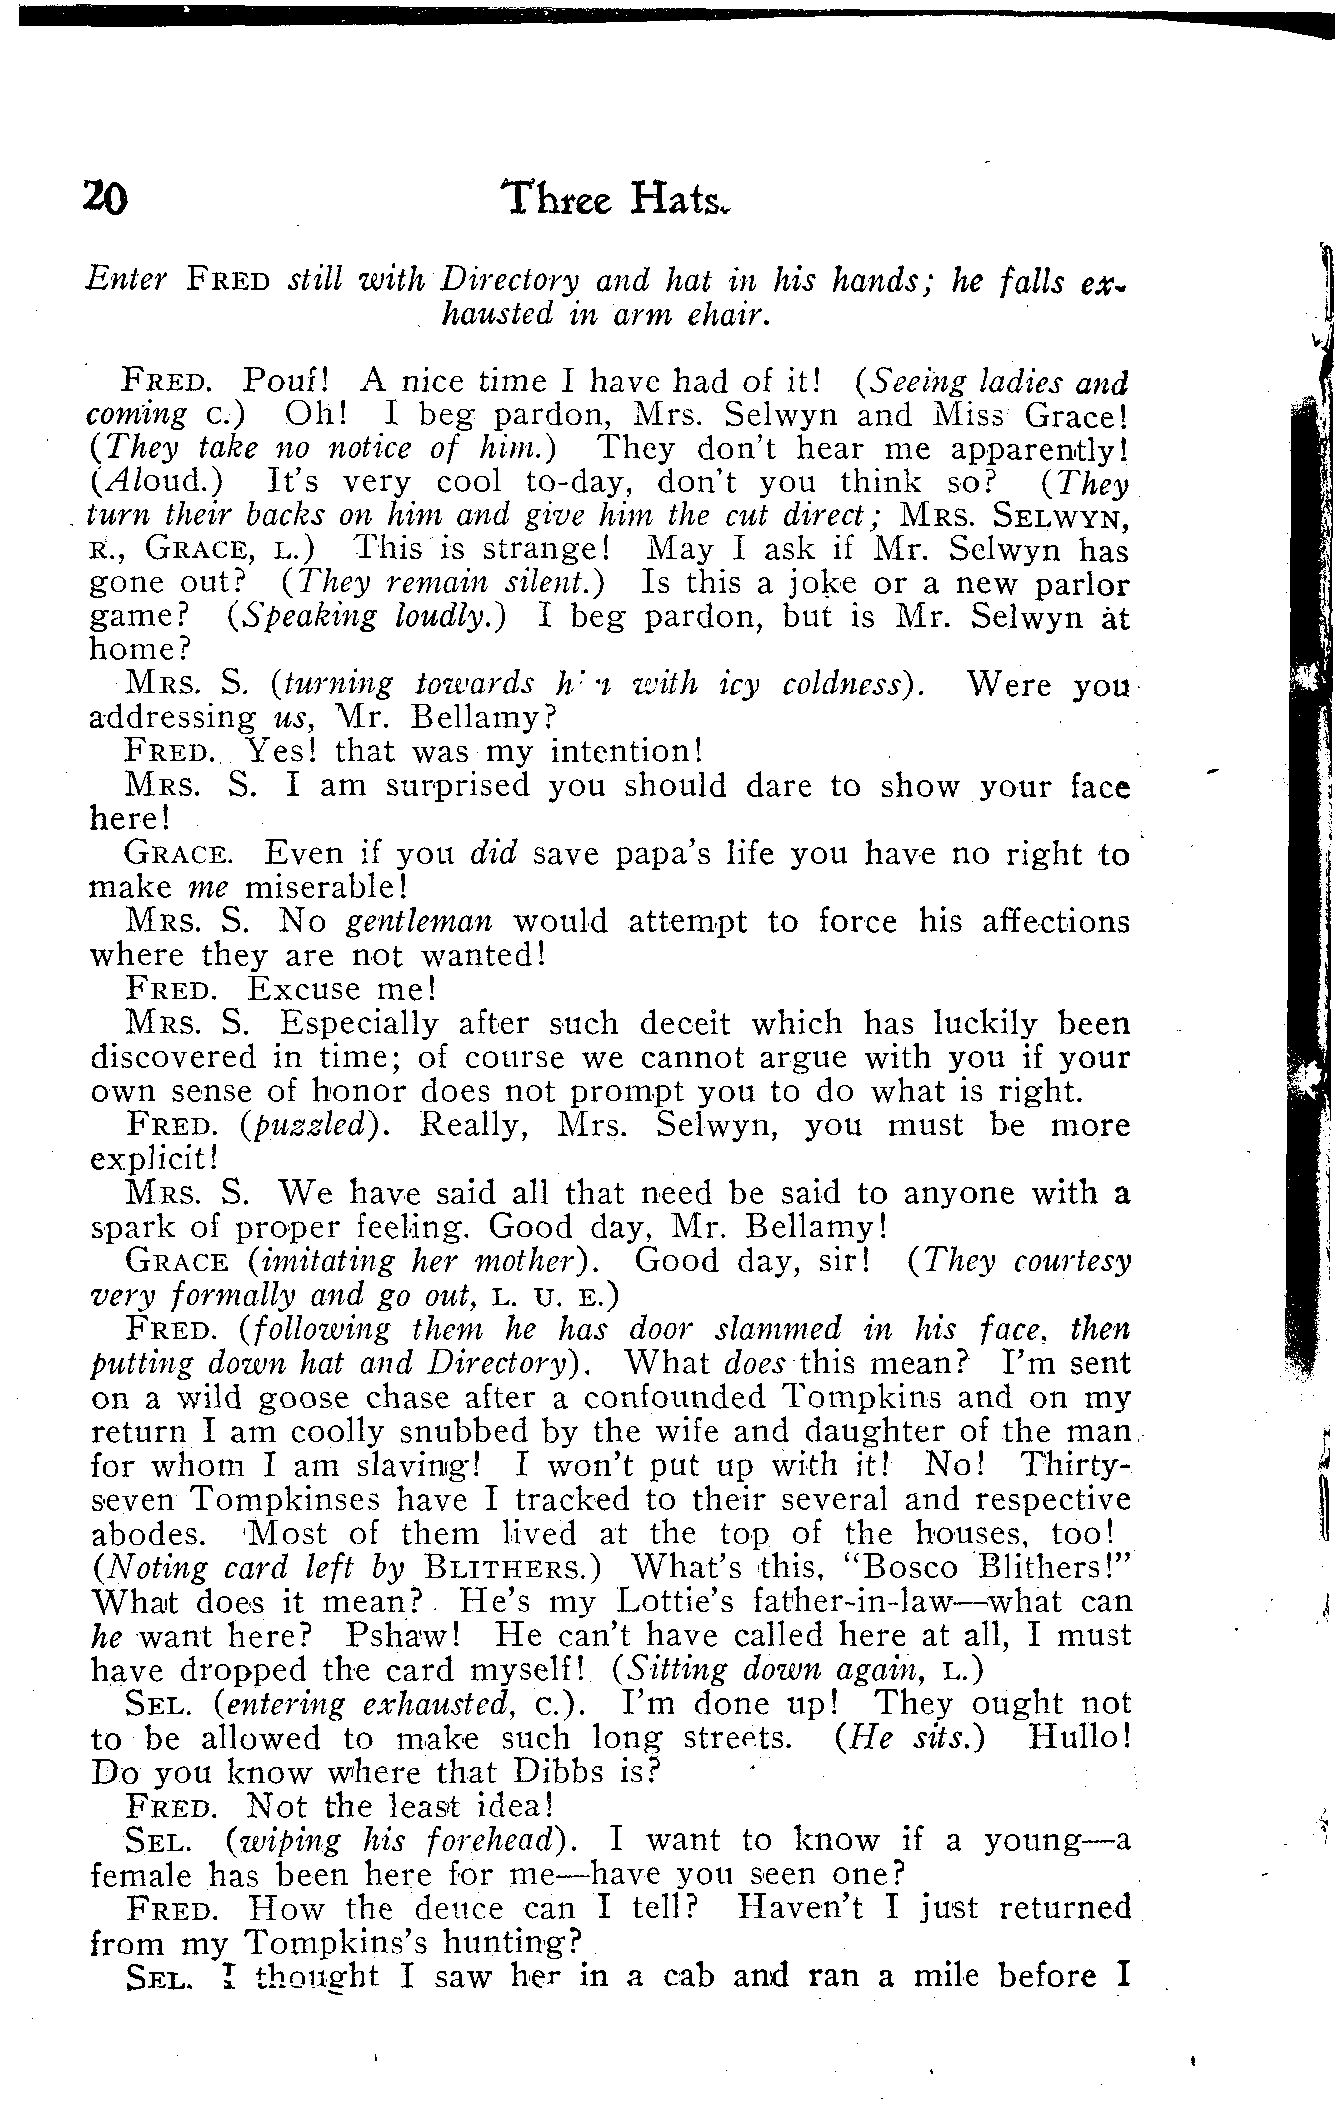 20 Three Hats.
Enter FRED still with Directory and hat in his hands; he falls ex-
hausted in arm ehair.
FRED. Pouf! A nice time I have had of it! (Seeing ladies and
coming C.) Oh! I beg pardon, Mrs. Selwyn and Miss Grace!
(They take no notice of him.) They don't hear me apparently!
(Aloud.) It's very cool to-day, don't you think so? (They
turn their backs on him and give him the cut direct; MRS. SELWYN,
R., GRACE, L.) This is strange! May I ask if Mr. Selwyn has
gone out? (They remain silent.) Is this a joke or a new parlor
game? (Speaking loudly.) I beg pardon, but is Mr. Selwyn at
home?
MRS. S. (turning towards with icy coldness). Were you
addressing us, Mr. Bellamy?
FRED. Yes! that was my intention!
MRS. S. I am surprised you should dare to show your face
here!
GRACE. Even if you did save papa's life you have no right to
make me miserable!
MRS. S. No gentleman would attempt to force his affections
where they are not wanted!
FRED. Excuse me!
MRS. S. Especially after such deceit which has luckily been
discovered in time; of course we cannot argue with you if your
own sense of honor does not prompt you to do what is right.
FRED. (puzzled). Really, Mrs. Selwyn, you must be more
explicit!
MRS. S. We have said all that need be said to anyone with a
spark of proper feeling. Good day, Mr. Bellamy!
GRACE (imitating her mother). Good day, sir! (They courtesy
very formally and go out, L. U. E.)
FRED. (following them he has door slammed in his face, then
putting down hat and Directory). What does this mean? I'm sent
on a wild goose chase after a confounded Tompkins and on my
return I am coolly snubbed by the wife and daughter of the man
for whom I am slaving! I won't put up with it! No! Thirty-
seven Tompkinses have I tracked to their several and respective
abodes. Most of them lived at the top of the houses, too!
(Noting card left by BLITHERS.) What's this, "Bosco Blithers!"
What does it mean? He's my Lottie's father-in-law—what can
he want here? Pshaw! He can't have called here at all, I must
have dropped the card myself! (Sitting down again, L.)
SEL. (entering exhausted, C.). I'm done up! They ought not
to be allowed to make such long streets. (He sits.) Hullo!
Do you know where that Dibbs is?
FRED. Not the least idea!
SEL. (wiping his forehead). I want to know if a young—a
female has been here for me—have you seen one?
FRED. How the deuce can I tell? Haven't I just returned
from my Tompkins's hunting?
SEL. I thought I saw her in a cab and ran a mile before I